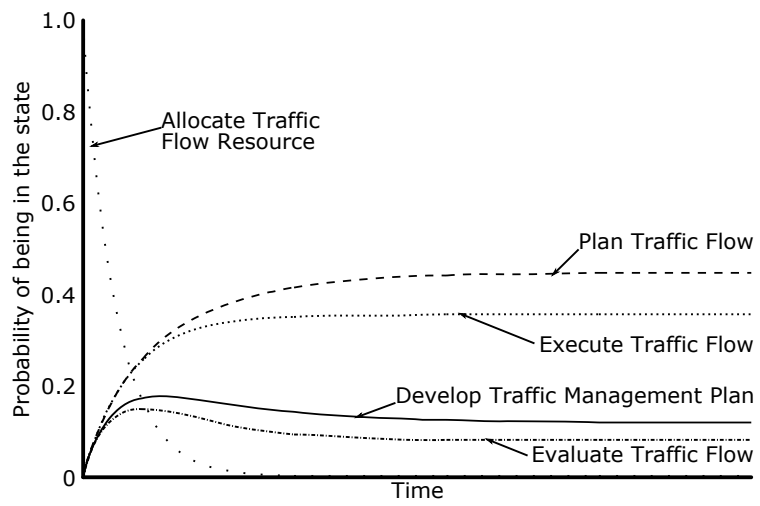 1.0
Probability of being in the state
0.8
Allocate Traffic
Flow Resource
0.6
Plan Traffic Flow
0.4
Execute Traffic Flow
0.2
Develop Traffic Management Plan
Evaluate Traffic Flow
0
Time